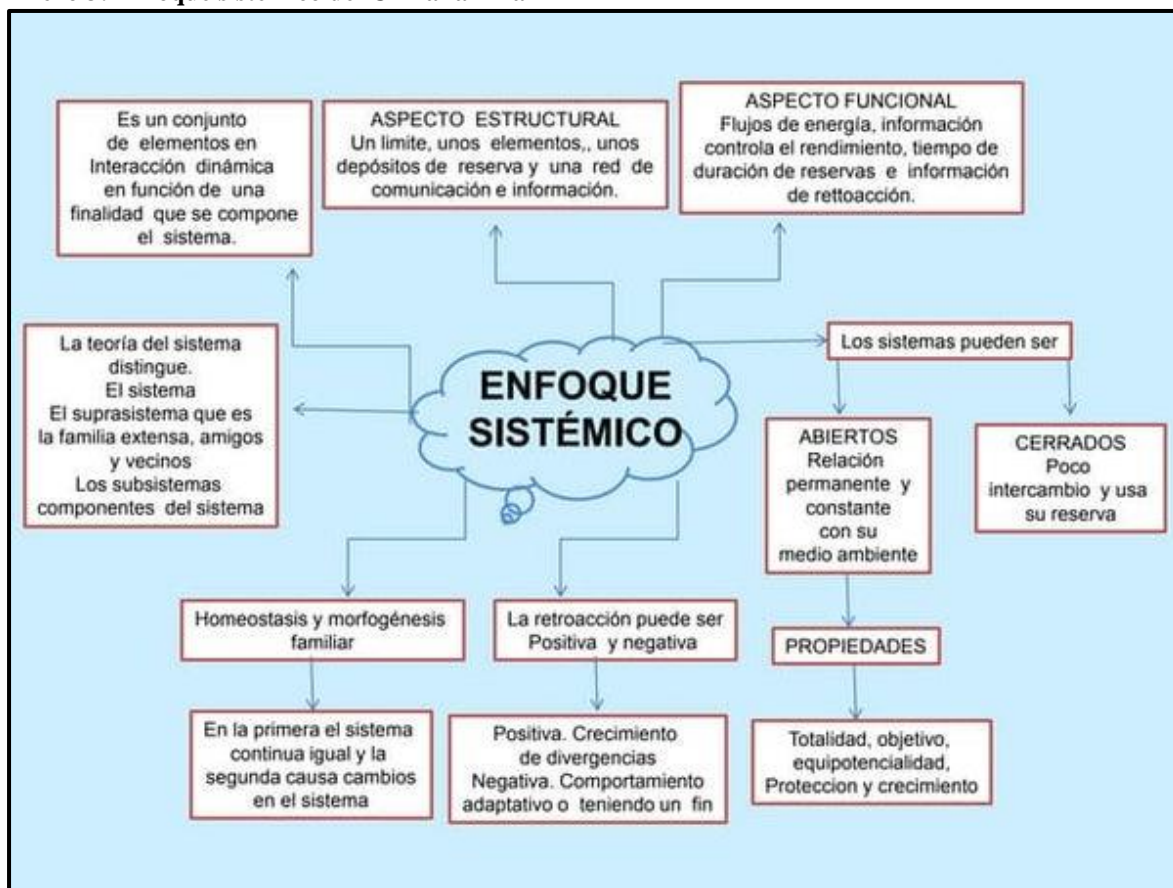 Es un conjunto
de elementos en
Interacción dinámica
en función de una
finalidad que se compone
el sistema.
ASPECTO ESTRUCTURAL
Un limite, unos elementos,, unos
depósitos de reserva y una red de
comunicación e información.
ASPECTO FUNCIONAL
Flujos de energía, información
controla el rendimiento, tiempo de
duración de reservas e información
de rettoacción.
La teoría del sistema
distingue.
El sistema
El suprasistema que es
la familia extensa, amigos
y vecinos
Los subsistemas
componentes del sistema
ENFOQUE
SISTÉMICO
Los sistemas pueden ser
ABIERTOS
Relación
permanente y
constante
con su
medio ambiente
CERRADOS
Poco
intercambio y usa
su reserva
Homeostasis y morfogénesis
familiar
La retroacción puede ser
Positiva y negativa
PROPIEDADES
En la primera el sistema
continua igual y la
segunda causa cambios
en el sistema
Positiva. Crecimiento
de divergencias
Negativa. Comportamiento
adaptativo o teniendo un fin
Totalidad, objetivo,
equipotencialidad,
Proteccion y crecimiento